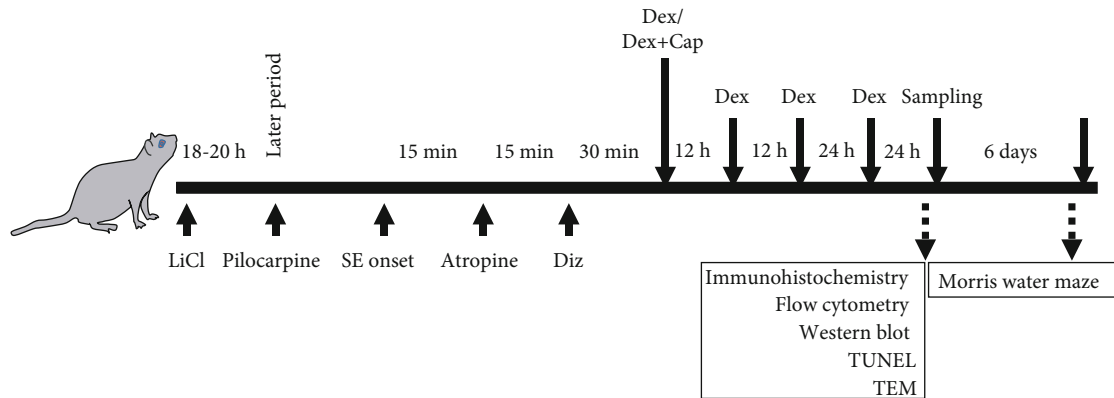 Dex/
Dex+Cap
Dex
Dex
Dex
Sampling
18-20 h
Later period
15 min
15 min
30 min
12 h
12 h
24 h
24 h
6 days
LiCl
Pilocarpine
SE onset
Atropine
Diz
Immunohistochemistry
Flow cytometry
Western blot
TUNEL
TEM
Morris water maze